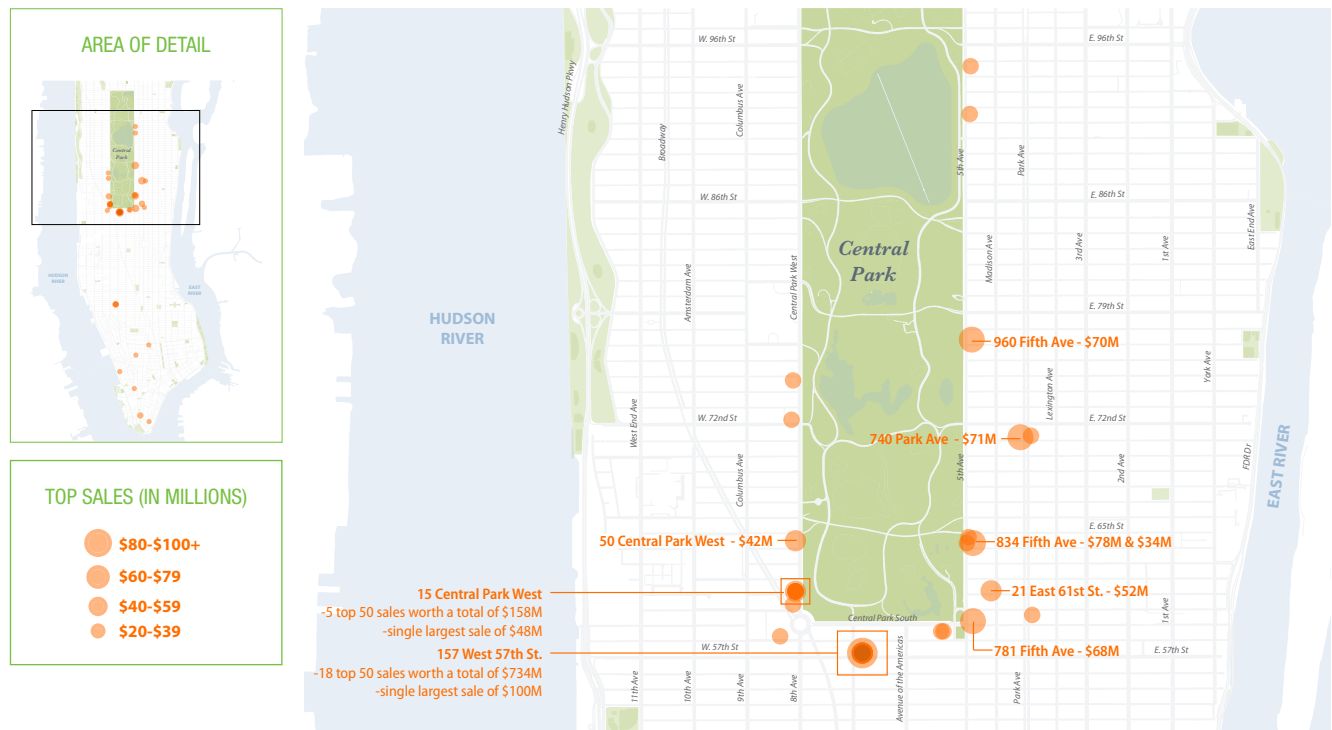 AREA OF DETAIL
Central
Park
HUDSON
RIVER
EAST
RIVER
TOP SALES (IN MILLIONS)
$80-$100+
$60-$79
$40-$59
$20-$39
W. 96th St
E. 96th St
Henry Hudson Pkwy
Broadway
Columbus Ave
5th Ave
Park Ave
W. 86th St
E. 86th St
East End Ave
Central
Park
Madison Ave
3rd Ave
1st Ave
Amsterdam Ave
Central Park West
E. 79th St
HUDSON
RIVER
960 Fifth Ave - $70M
York Ave
Lexington Ave
West End Ave
W. 72nd St
E. 72nd St
740 Park Ave - $71M
Columbus Ave
5th Ave
2nd Ave
FDR Dr
EAST RIVER
E. 65th St
50 Central Park West - $42M
834 Fifth Ave - $78M & $34M
15 Central Park West
-5 top 50 sales worth a total of $158M
-single largest sale of $48M
21 East 61st St. - $52M
1st Ave
Central Park South
157 West 57th St.
-18 top 50 sales worth a total of $734M
-single largest sale of $100M
W. 57th St
781 Fifth Ave - $68M
E. 57th St
11th Ave
10th Ave
9th Ave
8th Ave
Avenue of the Americas
Park Ave